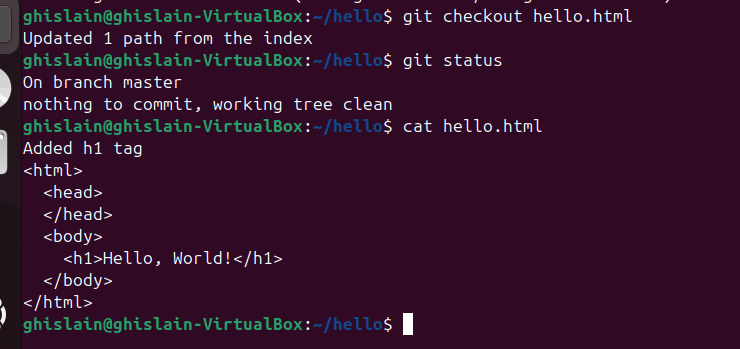 ghislain@ghislain-VirtualBox:~/hello$ git checkout hello.html
Updated 1 path from the index
ghislain@ghislain-VirtualBox:~/hello$ git status
On branch master
nothing to commit, working tree clean
ghislain@ghislain-VirtualBox:~/hello$ cat hello.html
Added h1 tag
<html>
  <head>
  </head>
  <body>
    <h1>Hello, World!</h1>
  </body>
</html>
ghislain@ghislain-VirtualBox:~/hello$